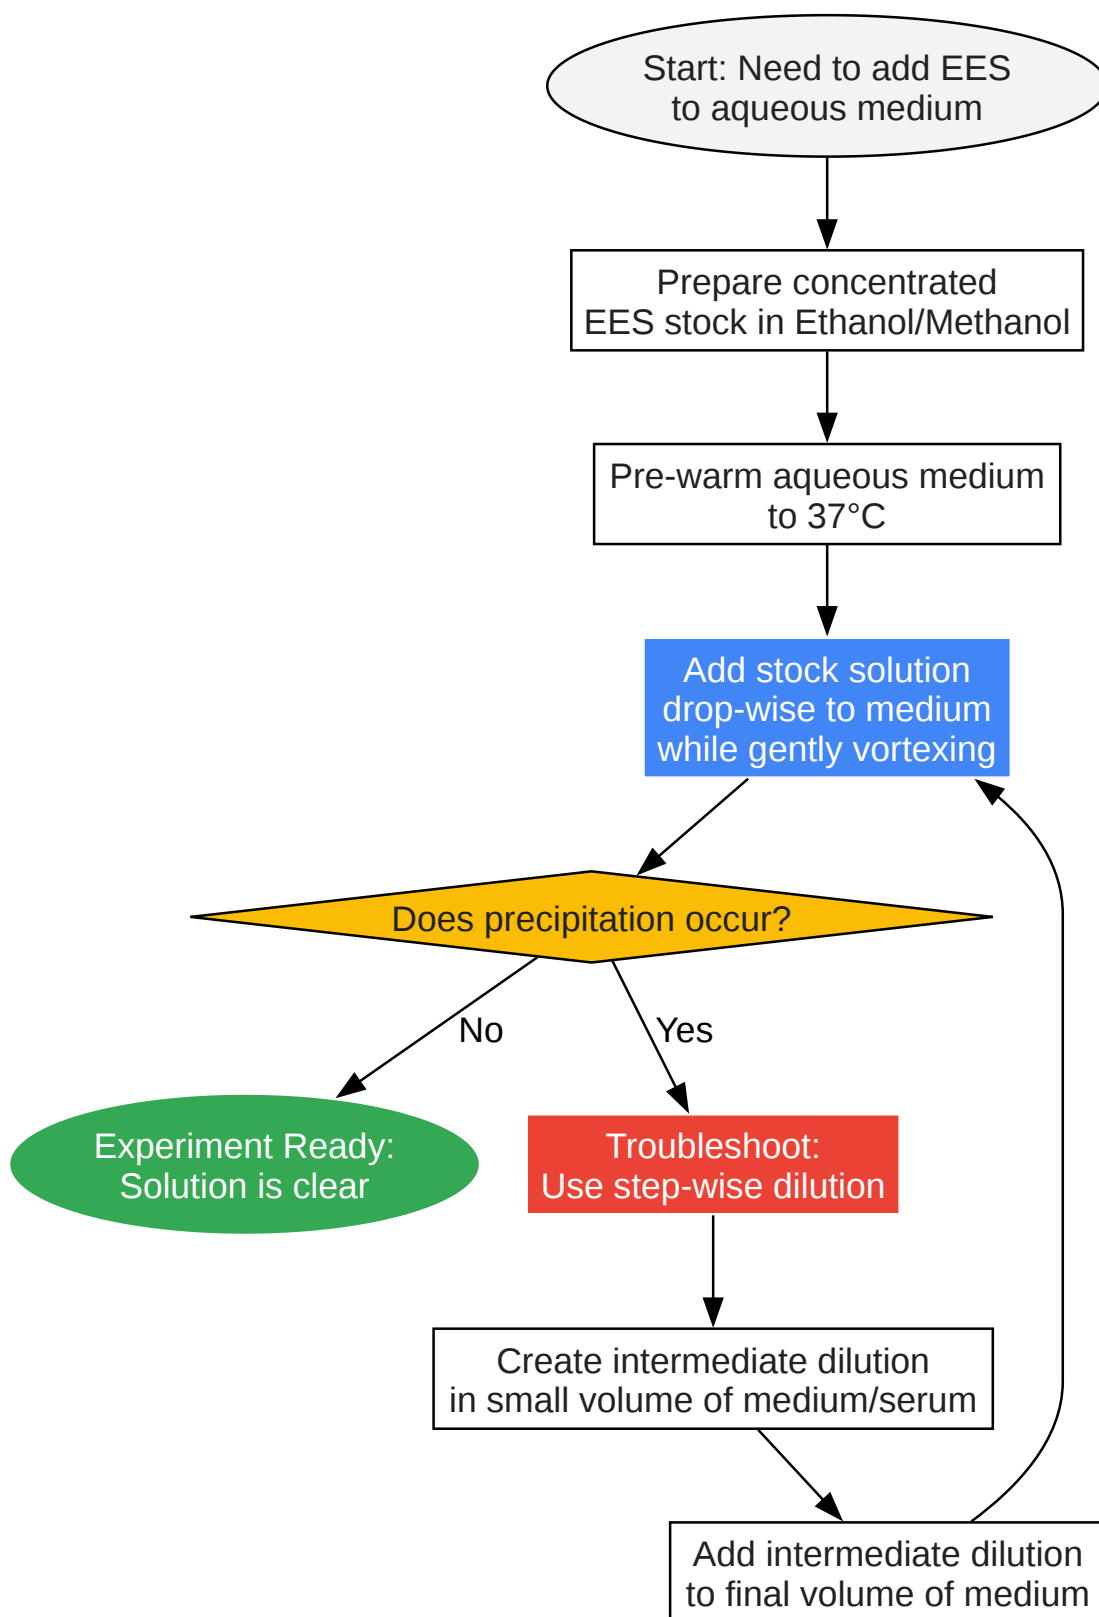 Start: Need to add EES
to aqueous medium
Prepare concentrated
EES stock in Ethanol/Methanol
Pre-warm aqueous medium
to 37°C
Add stock solution
drop-wise to medium
while gently vortexing
Does precipitation occur?
No
Yes
Experiment Ready:
Solution is clear
Troubleshoot:
Use step-wise dilution
Create intermediate dilution
in small volume of medium/serum
Add intermediate dilution
to final volume of medium